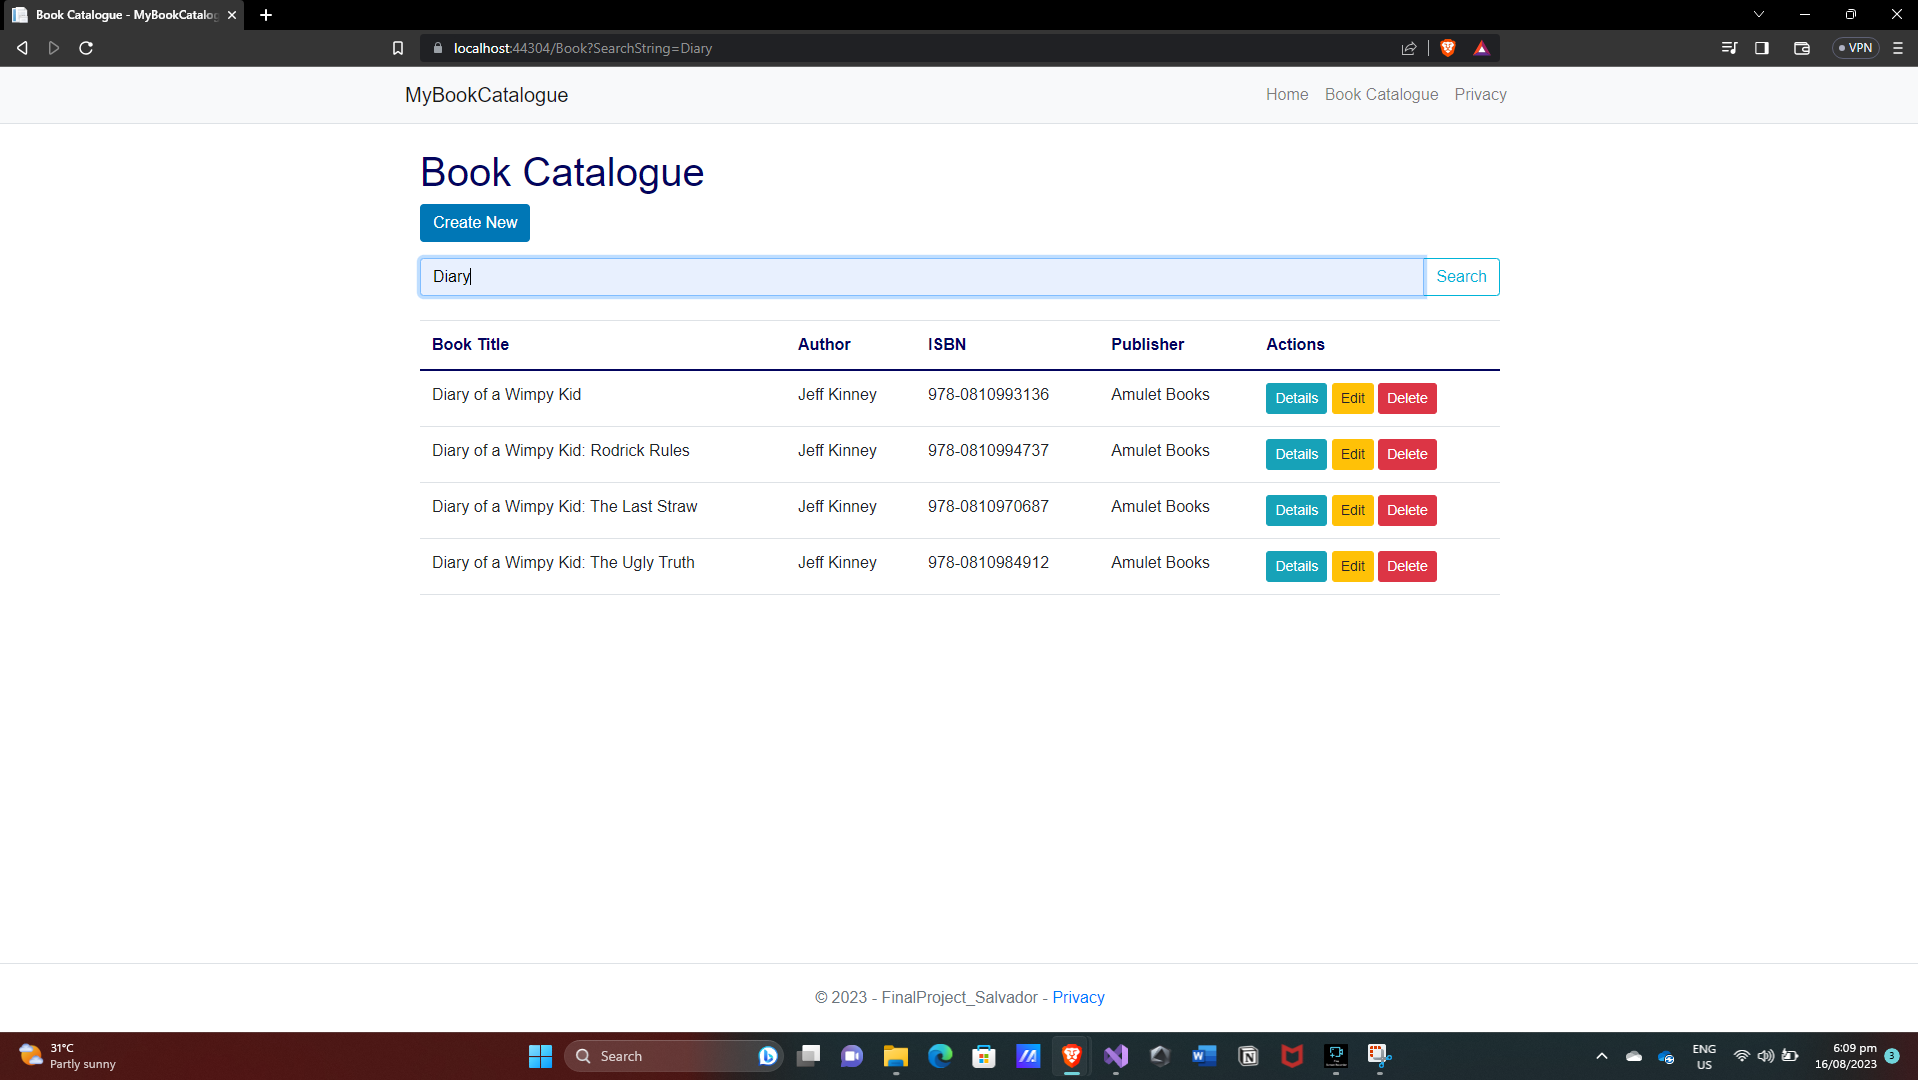 Book Catalogue - MyBookCatalog
localhost:44304/Book?SearchString=Diary
VPN
MyBookCatalogue
Home Book Catalogue Privacy
Book Catalogue
Create New
Diary Search
Book Title Author ISBN Publisher Actions
Diary of a Wimpy Kid Jeff Kinney 978-0810993136 Amulet Books Details Edit Delete
Diary of a Wimpy Kid: Rodrick Rules Jeff Kinney 978-0810994737 Amulet Books Details Edit Delete
Diary of a Wimpy Kid: The Last Straw Jeff Kinney 978-0810970687 Amulet Books Details Edit Delete
Diary of a Wimpy Kid: The Ugly Truth Jeff Kinney 978-0810984912 Amulet Books Details Edit Delete
© 2023 - FinalProject_Salvador - Privacy
31°C
Partly sunny
Search
ENG
US
6:09 pm
16/08/2023
3